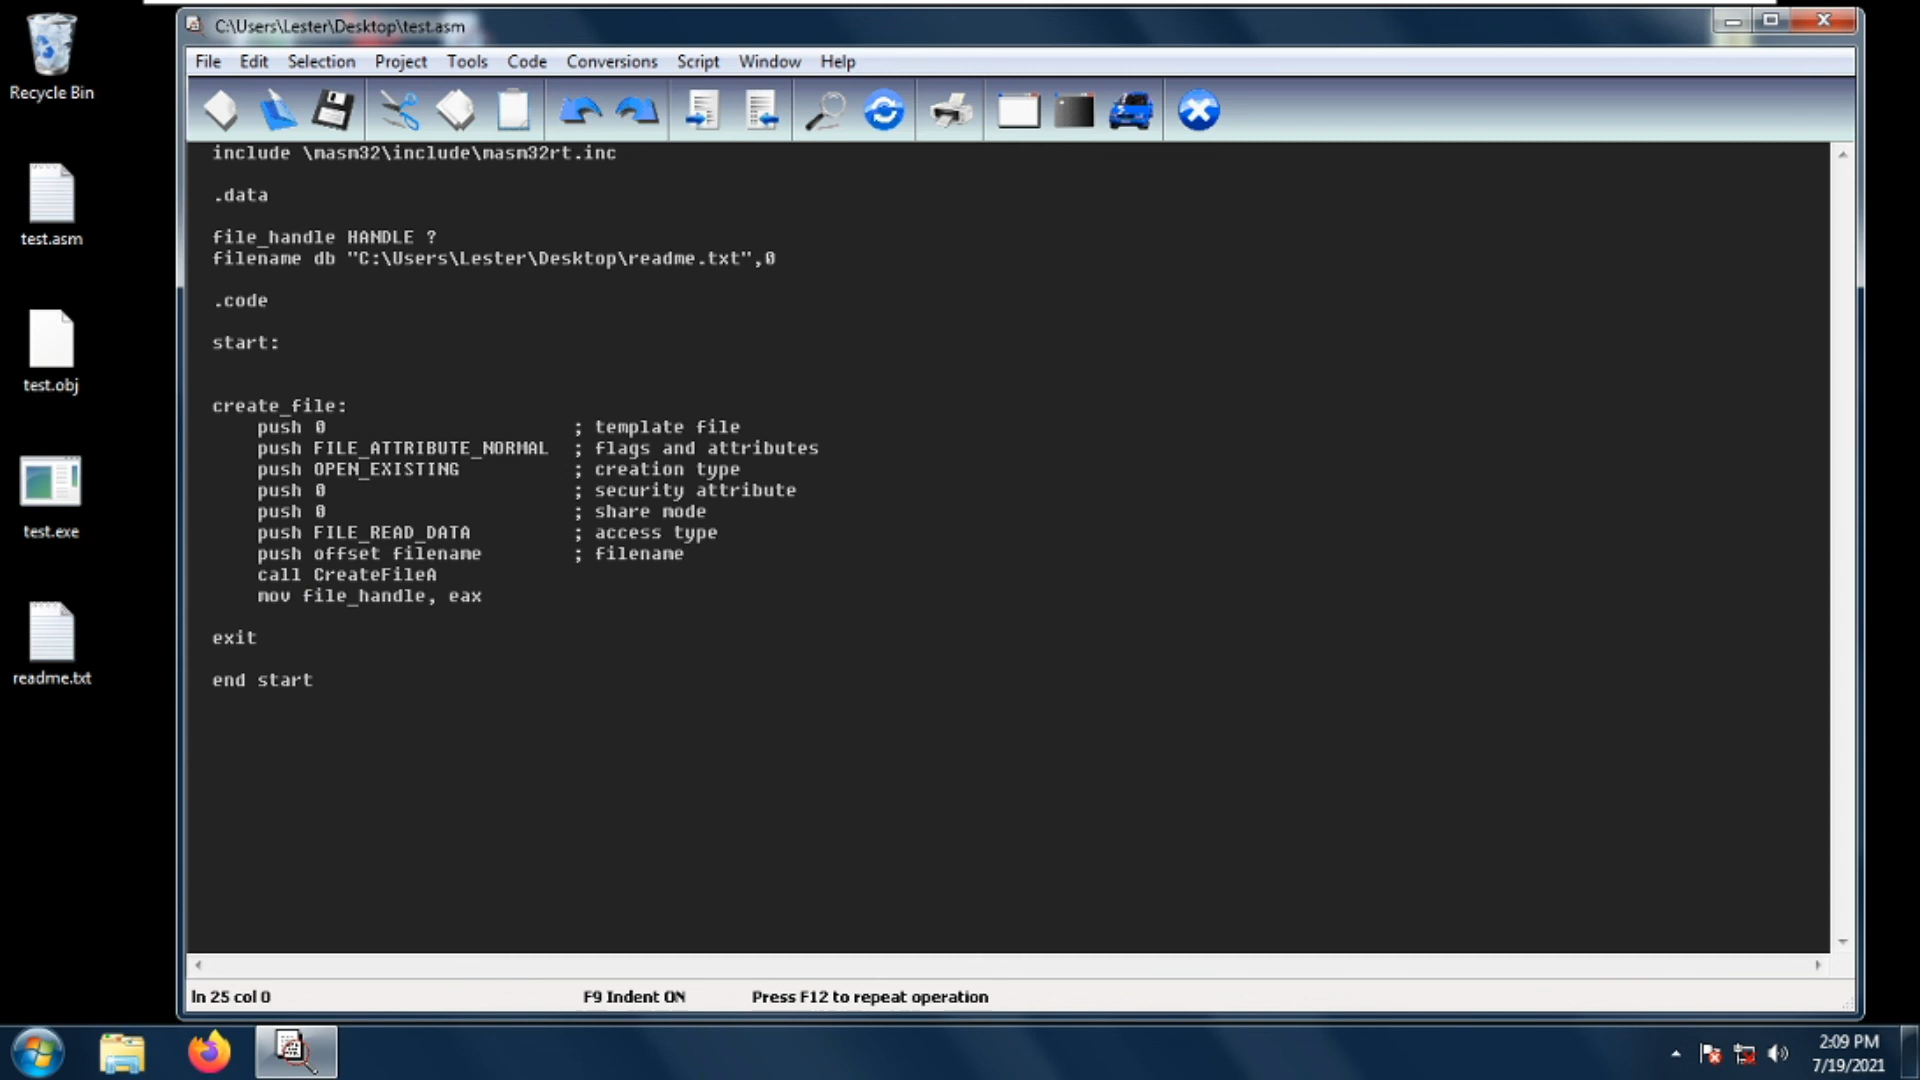 C:\Users\Lester\Desktop\test.asm
File Edit Selection Project Tools Code Conversions Script Window Help
Recycle Bin
test.asm
test.obj
test.exe
readme.txt
include \masm32\include\masm32rt.inc
.data
file_handle HANDLE ?
filename db "C:\Users\Lester\Desktop\readme.txt",0
.code
start:
create_file:
push 0 ; template file
push FILE_ATTRIBUTE_NORMAL ; flags and attributes
push OPEN_EXISTING ; creation type
push 0 ; security attribute
push 0 ; share mode
push FILE_READ_DATA ; access type
push offset filename ; filename
call CreateFileA
mov file_handle, eax
exit
end start
ln 25 col 0 F9 Indent ON Press F12 to repeat operation
2:09 PM
7/19/2021